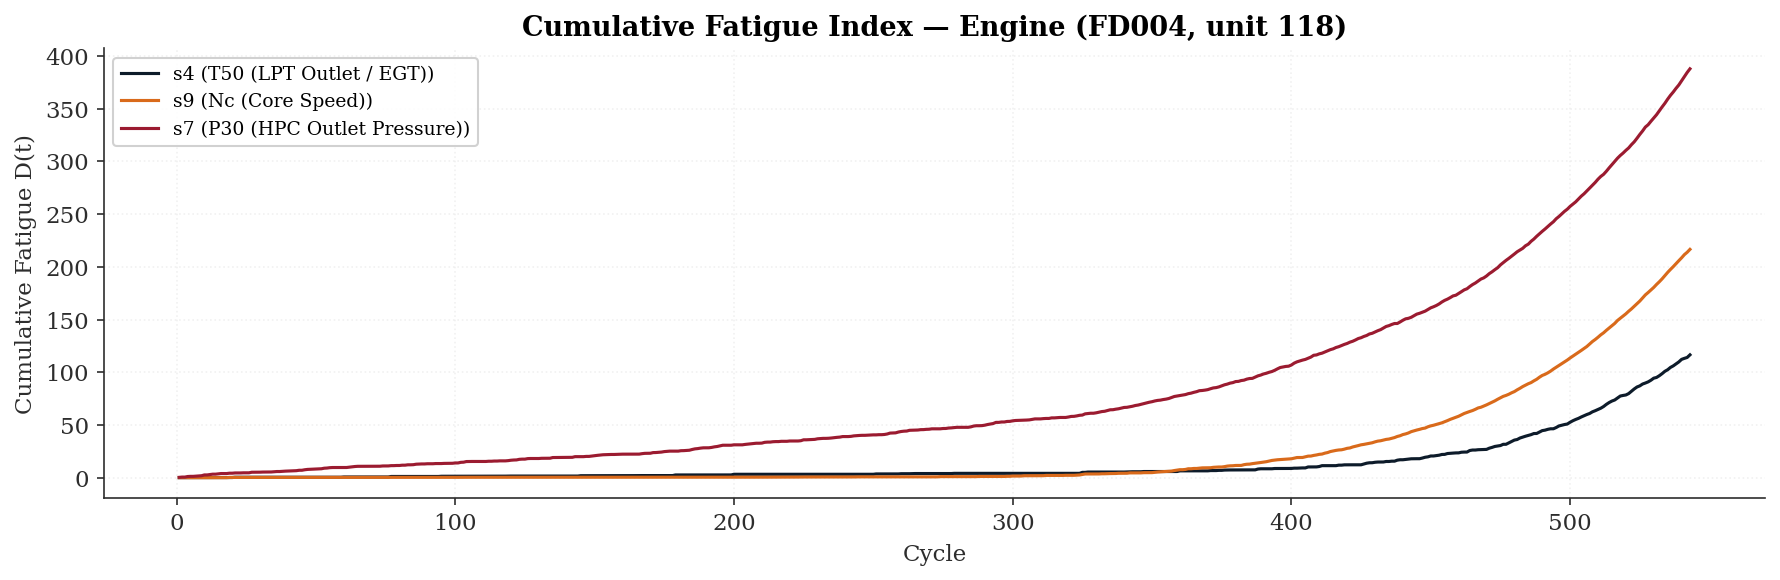 Cumulative Fatigue Index — Engine (FD004, unit 118)
s4 (T50 (LPT Outlet / EGT))
s9 (Nc (Core Speed))
s7 (P30 (HPC Outlet Pressure))
Cumulative Fatigue D(t)
400
350
300
250
200
150
100
50
0
0 100 200 300 400 500
Cycle